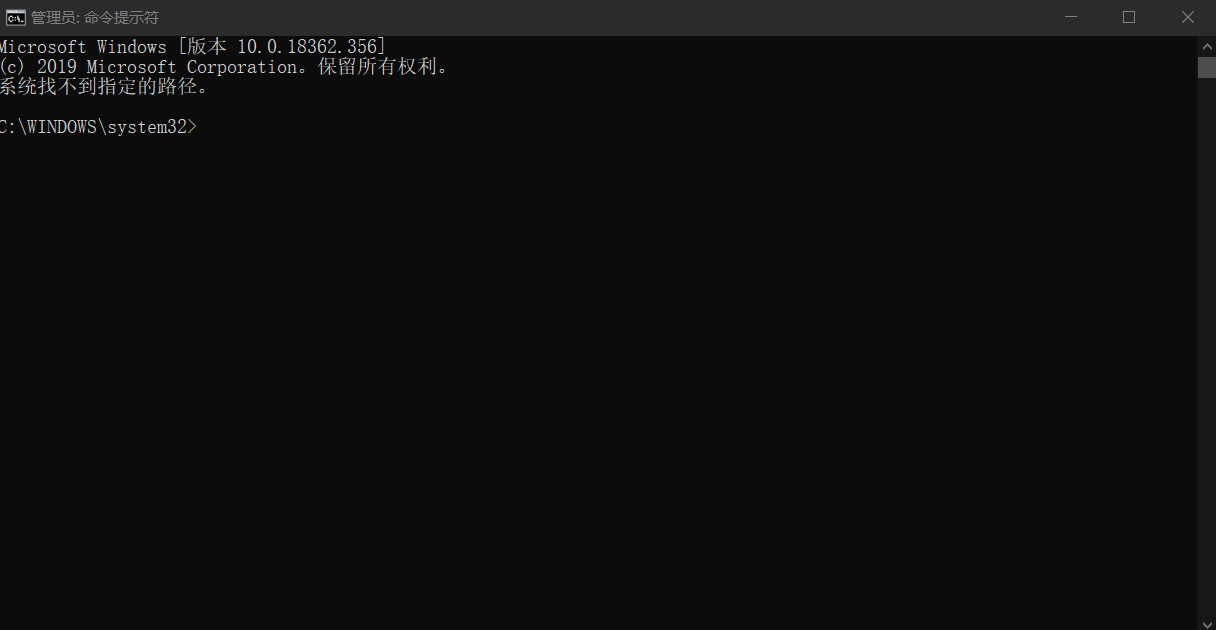 管理员: 命令提示符
Microsoft Windows [版本 10.0.18362.356]
(c) 2019 Microsoft Corporation。保留所有权利。
系统找不到指定的路径。
C:\WINDOWS\system32>